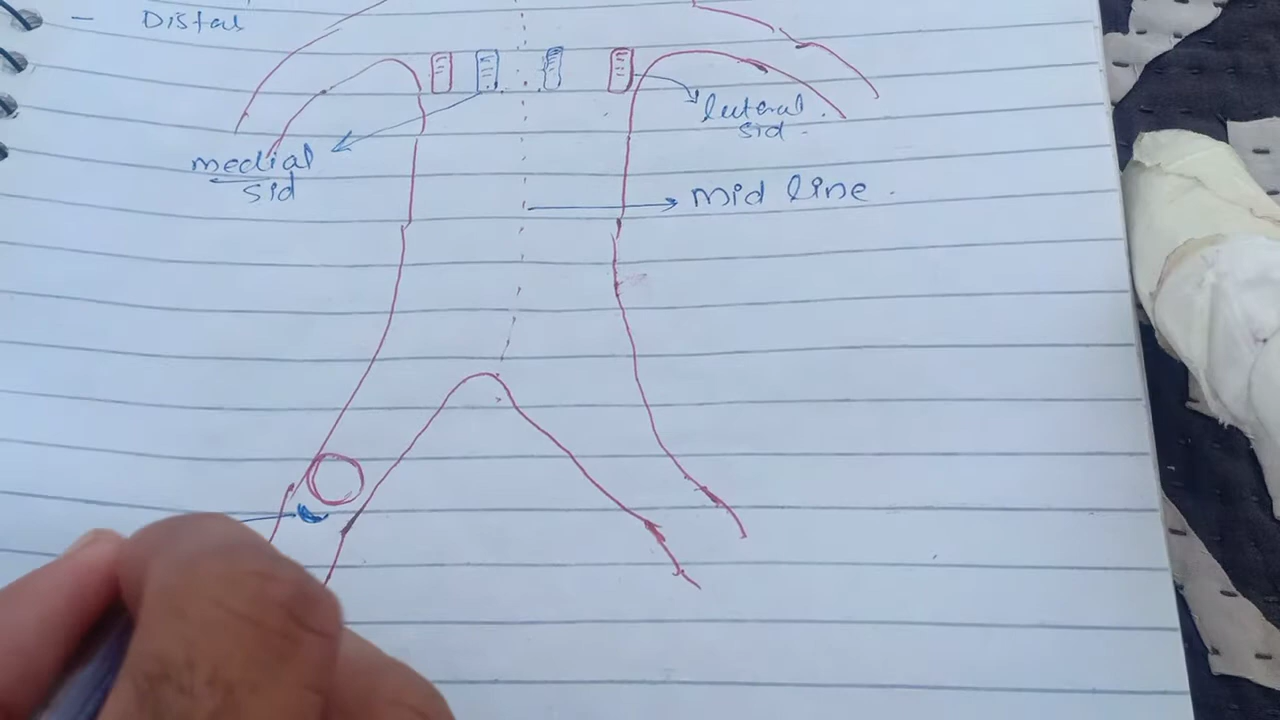 - Distal
lateral
sid
medial
sid
mid line